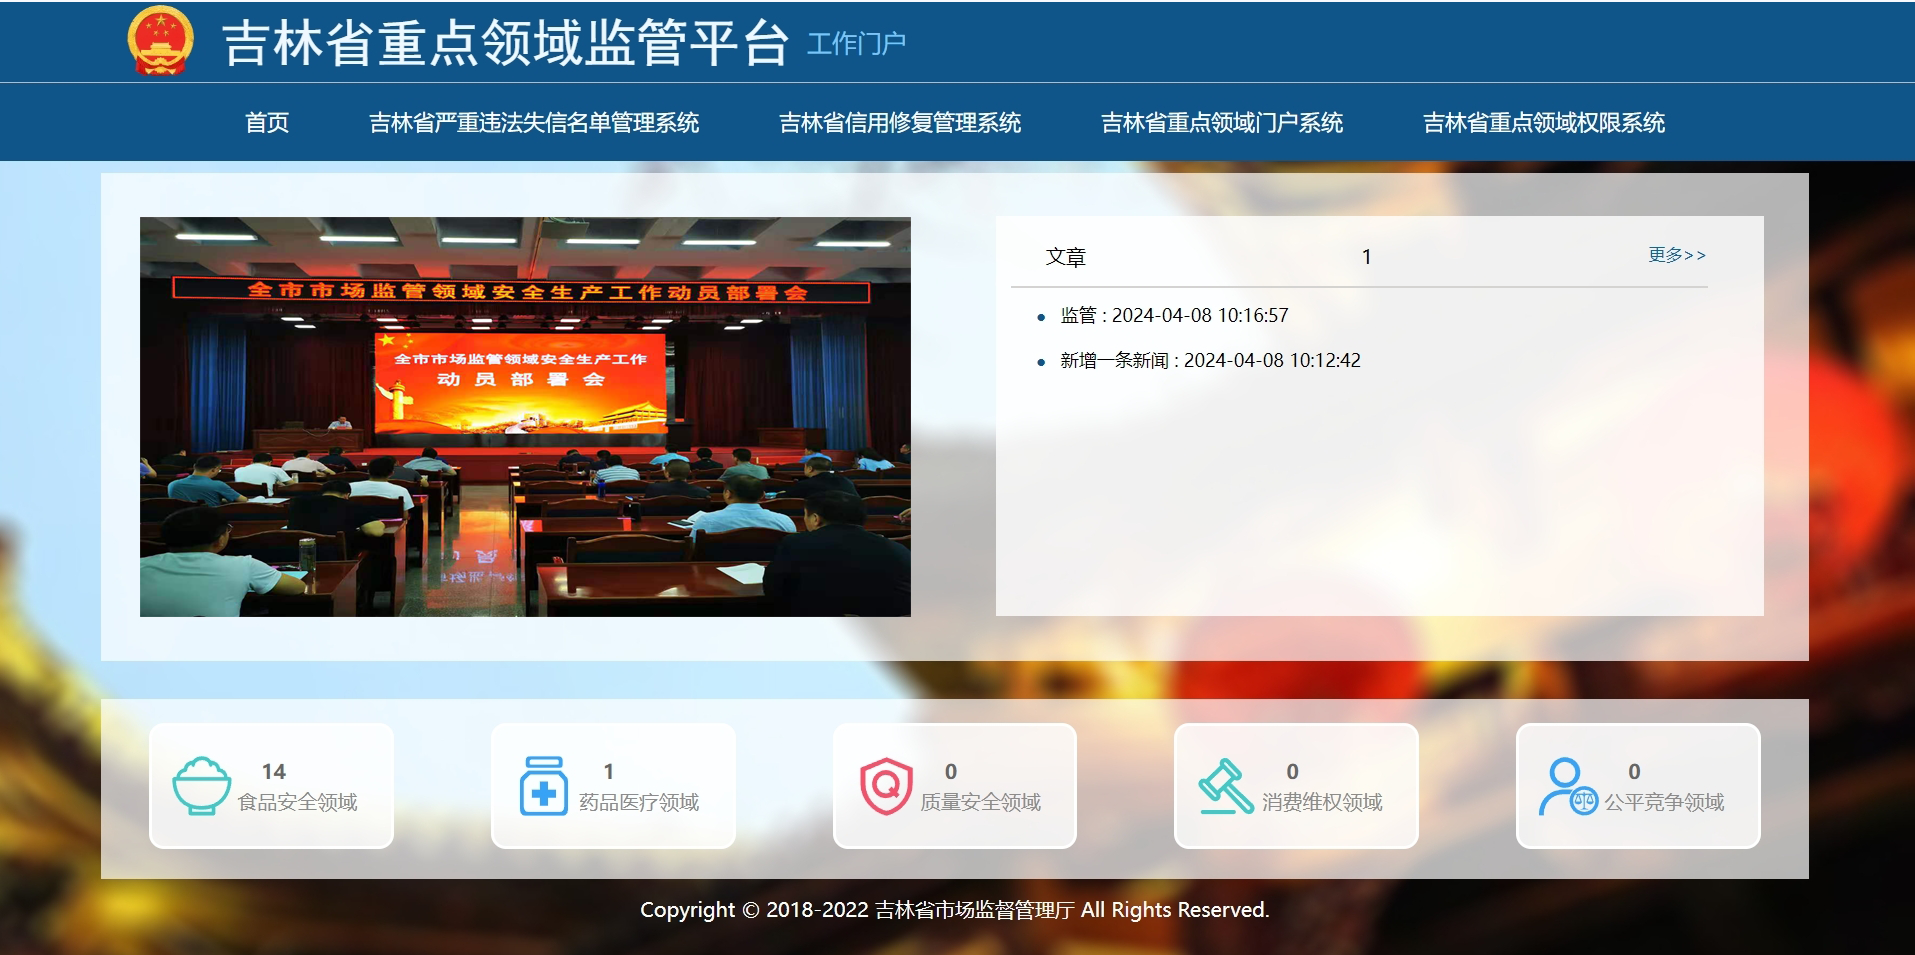 吉林省重点领域监管平台 工作门户
首页 吉林省严重违法失信名单管理系统 吉林省信用修复管理系统 吉林省重点领域门户系统 吉林省重点领域权限系统
全市市场监管领域安全生产工作动员部署会
全市市场监管领域安全生产工作
动员部署会
文章 1 更多>>
监管 : 2024-04-08 10:16:57
新增一条新闻 : 2024-04-08 10:12:42
14
食品安全领域
1
药品医疗领域
0
质量安全领域
0
消费维权领域
0
公平竞争领域
Copyright © 2018-2022 吉林省市场监督管理厅 All Rights Reserved.